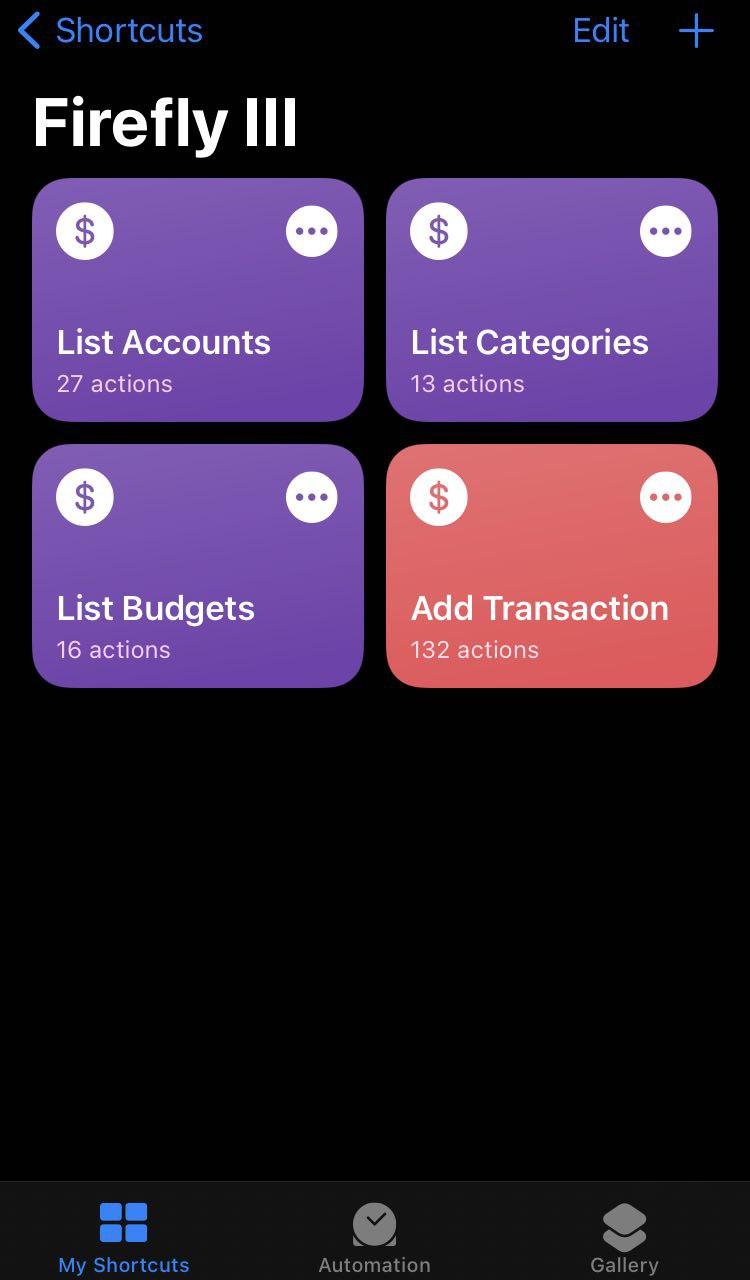 Shortcuts Edit
Firefly III
$ $
List Accounts List Categories
27 actions 13 actions
$ $
List Budgets Add Transaction
16 actions 132 actions
My Shortcuts Automation Gallery